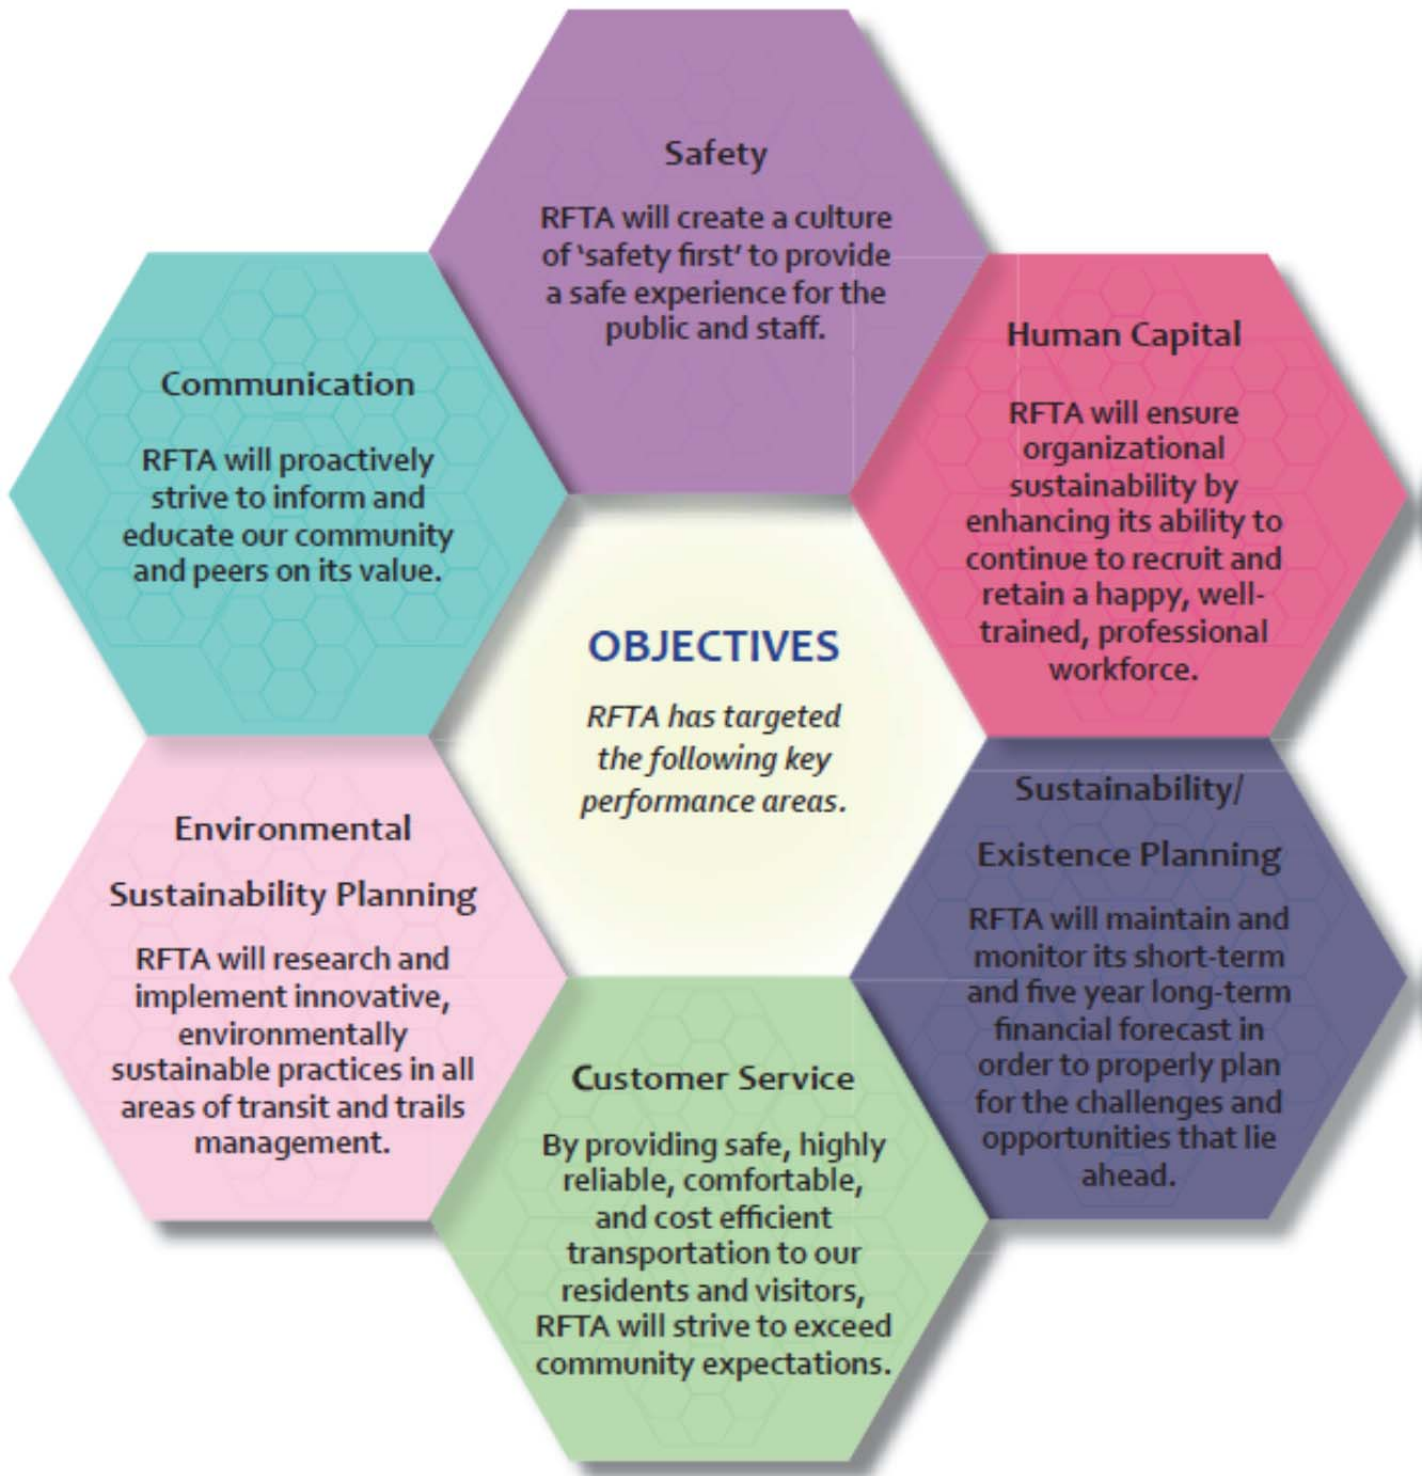 Safety
RFTA will create a culture
of ‘safety first’ to provide
a safe experience for the
public and staff.
Human Capital
RFTA will ensure
organizational
sustainability by
enhancing its ability to
continue to recruit and
retain a happy, well-
trained, professional
workforce.
Communication
RFTA will proactively
strive to inform and
educate our community
and peers on its value.
OBJECTIVES
RFTA has targeted
the following key
performance areas.
Sustainability/
Existence Planning
RFTA will maintain and
monitor its short-term
and five year long-term
financial forecast in
order to properly plan
for the challenges and
opportunities that lie
ahead.
Environmental
Sustainability Planning
RFTA will research and
implement innovative,
environmentally
sustainable practices in all
areas of transit and trails
management.
Customer Service
By providing safe, highly
reliable, comfortable,
and cost efficient
transportation to our
residents and visitors,
RFTA will strive to exceed
community expectations.